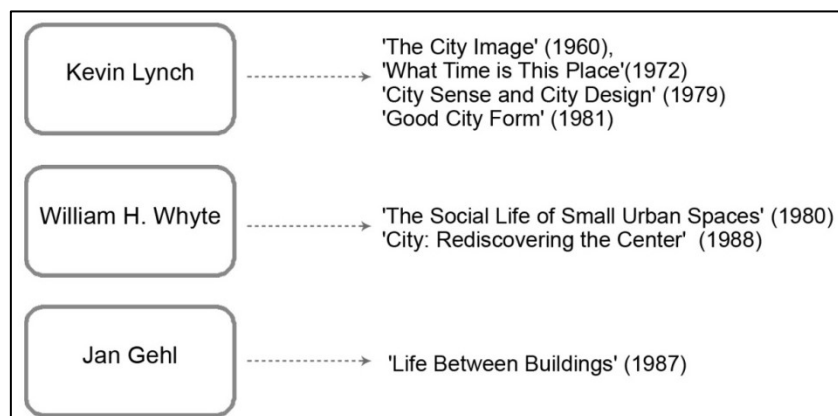 Kevin Lynch
'The City Image' (1960),
'What Time is This Place'(1972)
'City Sense and City Design' (1979)
'Good City Form' (1981)
William H. Whyte
'The Social Life of Small Urban Spaces' (1980)
'City: Rediscovering the Center' (1988)
Jan Gehl
'Life Between Buildings' (1987)